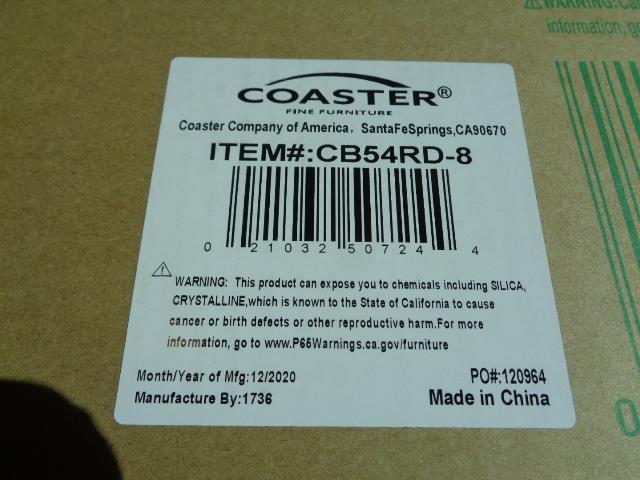 WARNING:
information, go
COASTER®
FINE FURNITURE
Coaster Company of America, SantaFeSprings,CA90670
ITEM#:CB54RD-8
0 21032 50724 4
WARNING: This product can expose you to chemicals including SILICA,
CRYSTALLINE,which is known to the State of California to cause
cancer or birth defects or other reproductive harm.For more
information, go to www.P65Warnings.ca.gov/furniture
Month/Year of Mfg:12/2020
PO#:120964
Manufacture By:1736
Made in China